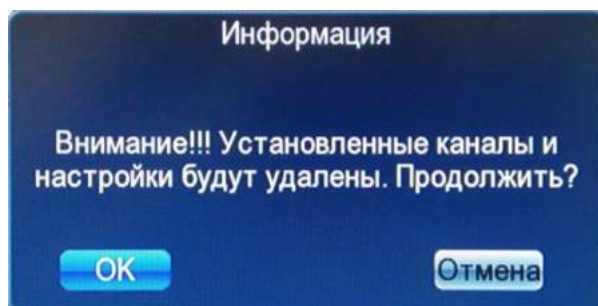 Информация
Внимание!!! Установленные каналы и
настройки будут удалены. Продолжить?
OK
Отмена